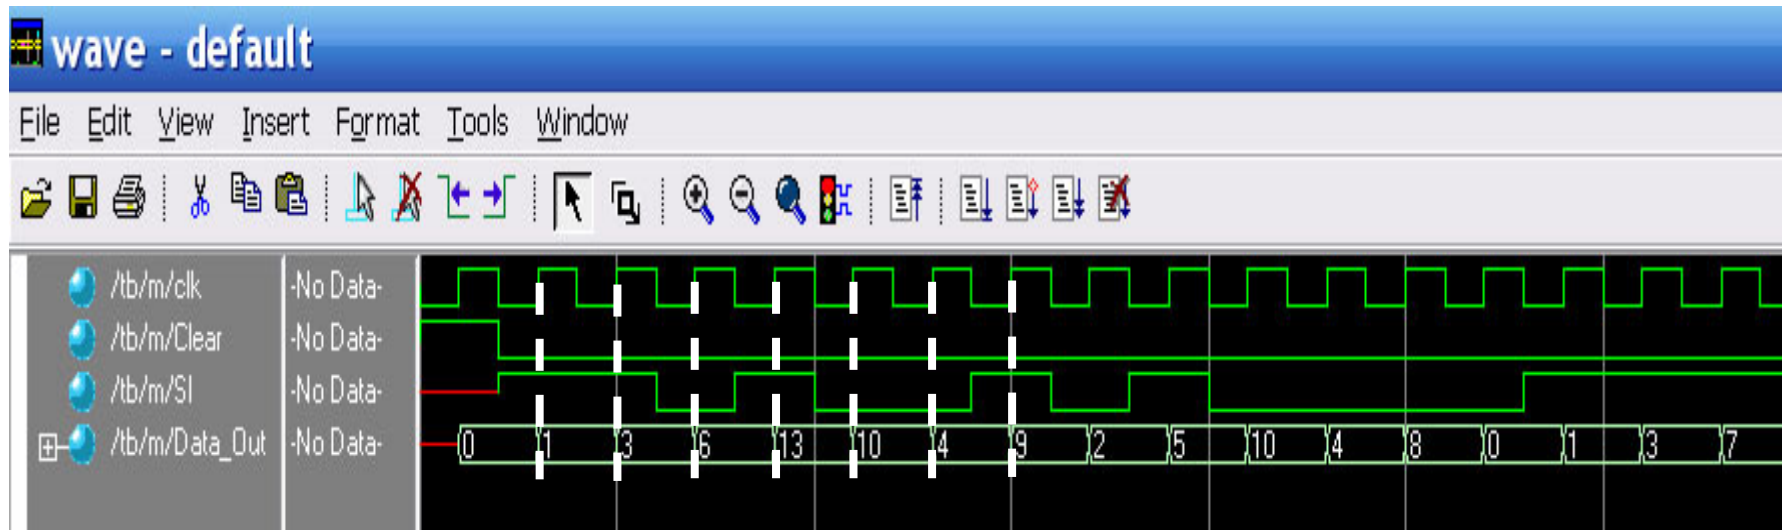 wave - default
File Edit View Insert Format Tools Window
/tb/m/clk -No Data-
/tb/m/Clear -No Data-
/tb/m/SI -No Data-
/tb/m/Data_Out -No Data- 0 1 3 6 13 10 4 9 2 5 10 4 8 0 1 3 7